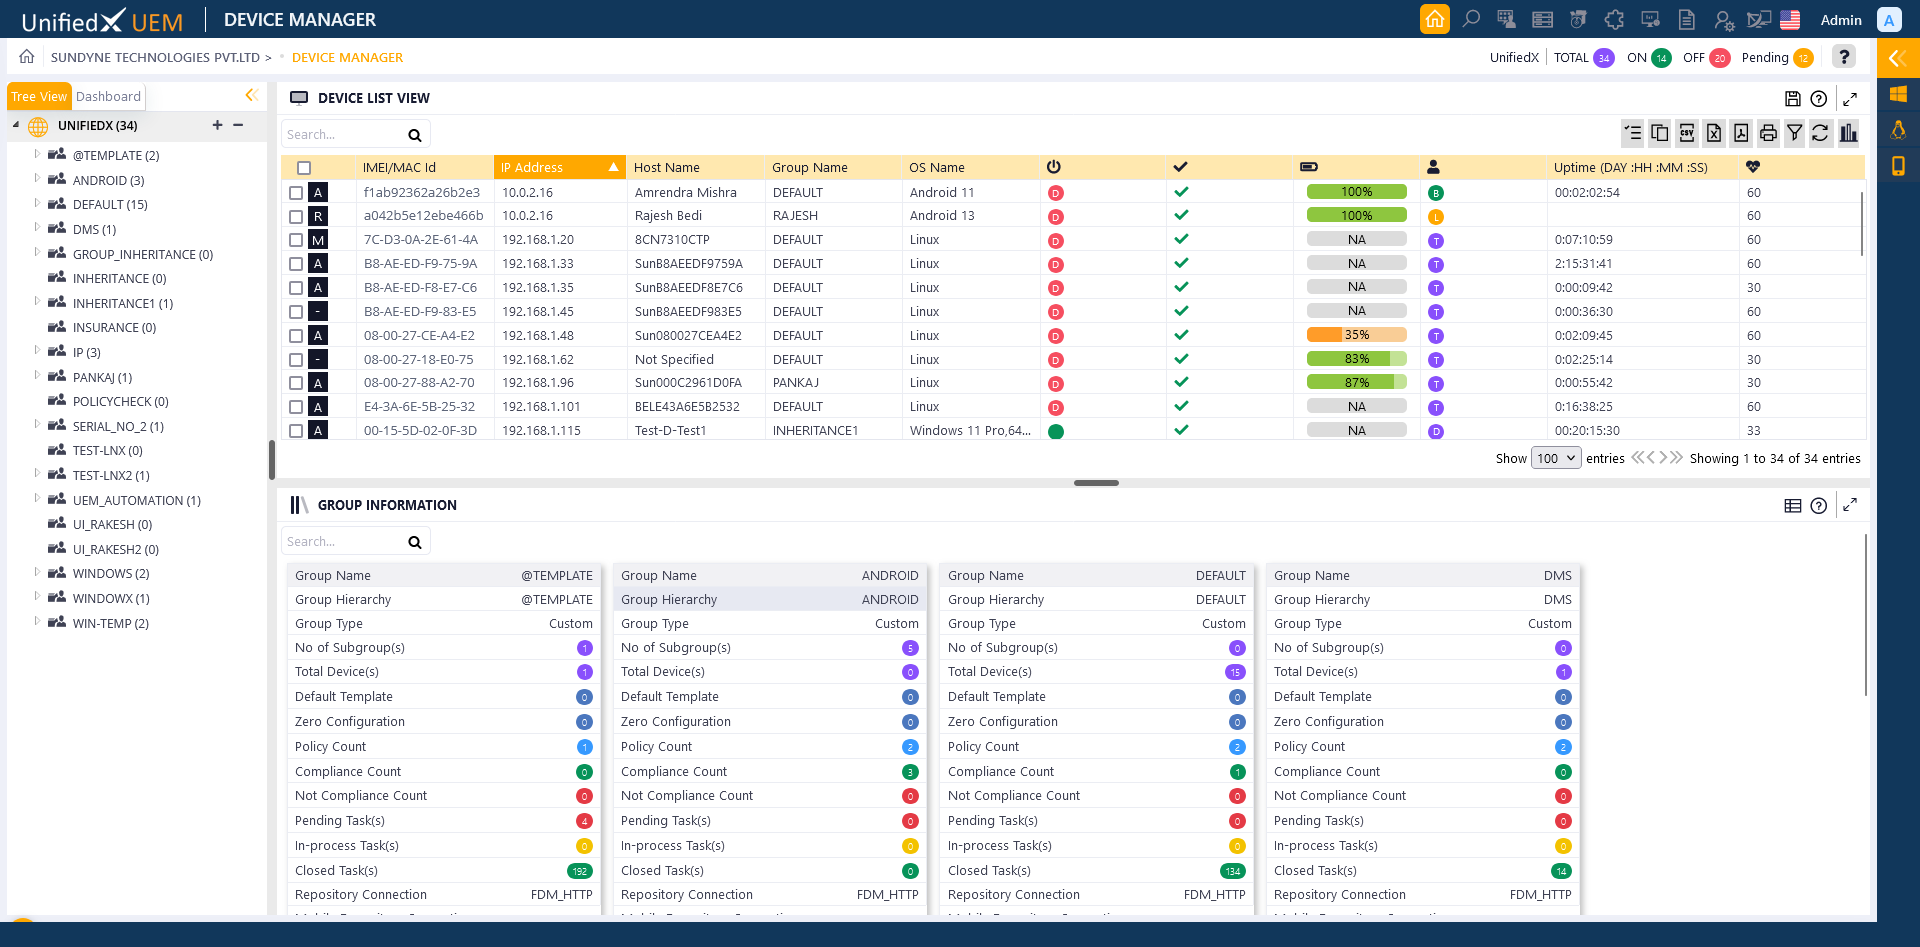 UnifiedX UEM DEVICE MANAGER Admin A
SUNDYNE TECHNOLOGIES PVT.LTD > DEVICE MANAGER UnifiedX TOTAL 34 ON 14 OFF 20 Pending 12 ?
Tree View Dashboard
UNIFIEDX (34) + −
@TEMPLATE (2)
ANDROID (3)
DEFAULT (15)
DMS (1)
GROUP_INHERITANCE (0)
INHERITANCE (0)
INHERITANCE1 (1)
INSURANCE (0)
IP (3)
PANKAJ (1)
POLICYCHECK (0)
SERIAL_NO_2 (1)
TEST-LNX (0)
TEST-LNX2 (1)
UEM_AUTOMATION (1)
UI_RAKESH (0)
UI_RAKESH2 (0)
WINDOWS (2)
WINDOWX (1)
WIN-TEMP (2)
DEVICE LIST VIEW
Search...
CSV
IMEI/MAC Id IP Address Host Name Group Name OS Name Uptime (DAY :HH :MM :SS)
A f1ab92362a26b2e3 10.0.2.16 Amrendra Mishra DEFAULT Android 11 D 100% B 00:02:02:54 60
R a042b5e12ebe466b 10.0.2.16 Rajesh Bedi RAJESH Android 13 D 100% L 60
M 7C-D3-0A-2E-61-4A 192.168.1.20 8CN7310CTP DEFAULT Linux D NA T 0:07:10:59 60
A B8-AE-ED-F9-75-9A 192.168.1.33 SunB8AEEDF9759A DEFAULT Linux D NA T 2:15:31:41 60
A B8-AE-ED-F8-E7-C6 192.168.1.35 SunB8AEEDF8E7C6 DEFAULT Linux D NA T 0:00:09:42 30
- B8-AE-ED-F9-83-E5 192.168.1.45 SunB8AEEDF983E5 DEFAULT Linux D NA T 0:00:36:30 60
A 08-00-27-CE-A4-E2 192.168.1.48 Sun080027CEA4E2 DEFAULT Linux D 35% T 0:02:09:45 60
- 08-00-27-18-E0-75 192.168.1.62 Not Specified DEFAULT Linux D 83% T 0:02:25:14 30
A 08-00-27-88-A2-70 192.168.1.96 Sun000C2961D0FA PANKAJ Linux D 87% T 0:00:55:42 30
A E4-3A-6E-5B-25-32 192.168.1.101 BELE43A6E5B2532 DEFAULT Linux D NA T 0:16:38:25 60
A 00-15-5D-02-0F-3D 192.168.1.115 Test-D-Test1 INHERITANCE1 Windows 11 Pro,64... NA D 00:20:15:30 33
Show 100 entries Showing 1 to 34 of 34 entries
GROUP INFORMATION
Search...
Group Name @TEMPLATE Group Name ANDROID Group Name DEFAULT Group Name DMS
Group Hierarchy @TEMPLATE Group Hierarchy ANDROID Group Hierarchy DEFAULT Group Hierarchy DMS
Group Type Custom Group Type Custom Group Type Custom Group Type Custom
No of Subgroup(s) 1 No of Subgroup(s) 5 No of Subgroup(s) 0 No of Subgroup(s) 0
Total Device(s) 1 Total Device(s) 0 Total Device(s) 15 Total Device(s) 1
Default Template 0 Default Template 0 Default Template 0 Default Template 0
Zero Configuration 0 Zero Configuration 0 Zero Configuration 0 Zero Configuration 0
Policy Count 1 Policy Count 2 Policy Count 2 Policy Count 2
Compliance Count 0 Compliance Count 3 Compliance Count 1 Compliance Count 0
Not Compliance Count 0 Not Compliance Count 0 Not Compliance Count 0 Not Compliance Count 0
Pending Task(s) 4 Pending Task(s) 0 Pending Task(s) 0 Pending Task(s) 0
In-process Task(s) 0 In-process Task(s) 0 In-process Task(s) 0 In-process Task(s) 0
Closed Task(s) 192 Closed Task(s) 0 Closed Task(s) 134 Closed Task(s) 14
Repository Connection FDM_HTTP Repository Connection FDM_HTTP Repository Connection FDM_HTTP Repository Connection FDM_HTTP